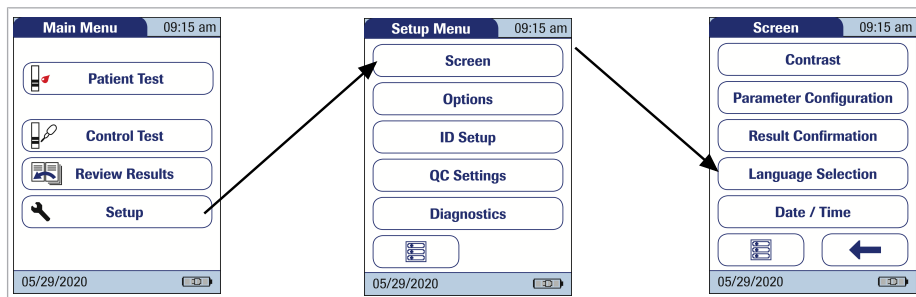 Main Menu 09:15 am
Patient Test
Control Test
Review Results
Setup
05/29/2020
Setup Menu 09:15 am
Screen
Options
ID Setup
QC Settings
Diagnostics
05/29/2020
Screen 09:15 am
Contrast
Parameter Configuration
Result Confirmation
Language Selection
Date / Time
05/29/2020